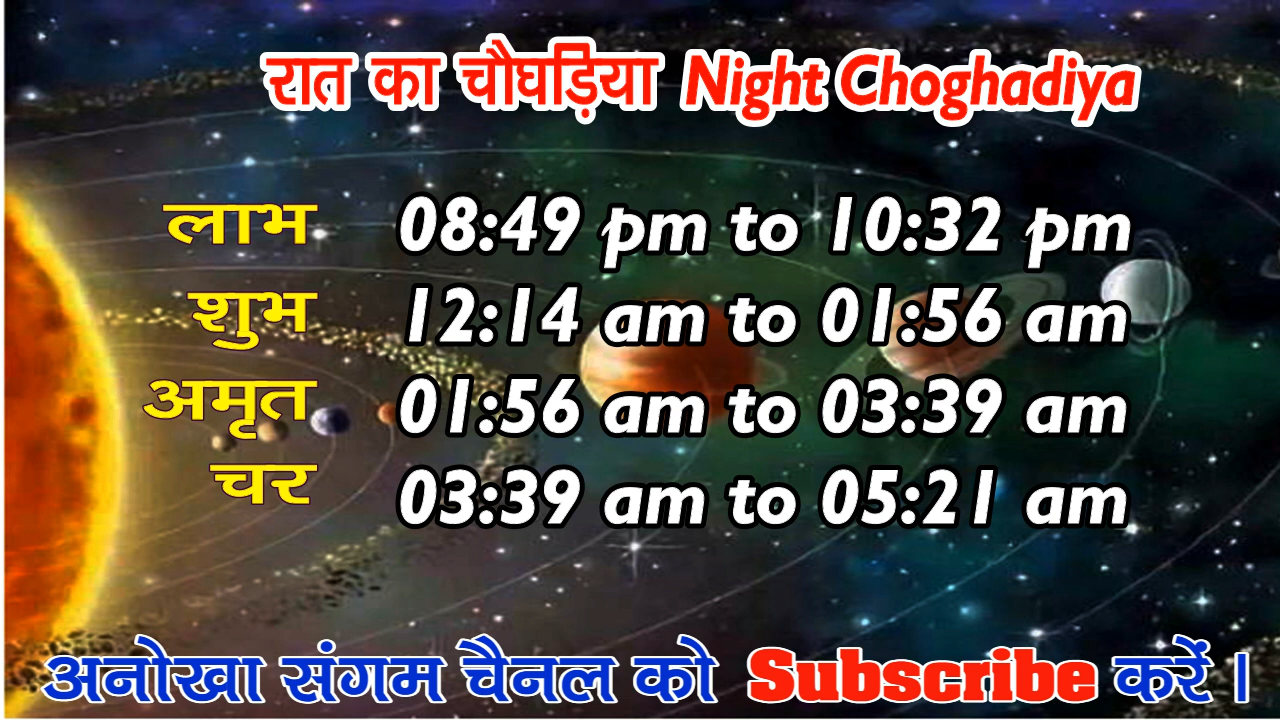 रात का चौघड़िया Night Choghadiya
लाभ 08:49 pm to 10:32 pm
शुभ 12:14 am to 01:56 am
अमृत 01:56 am to 03:39 am
चर 03:39 am to 05:21 am
अनोखा संगम चैनल को Subscribe करें ।